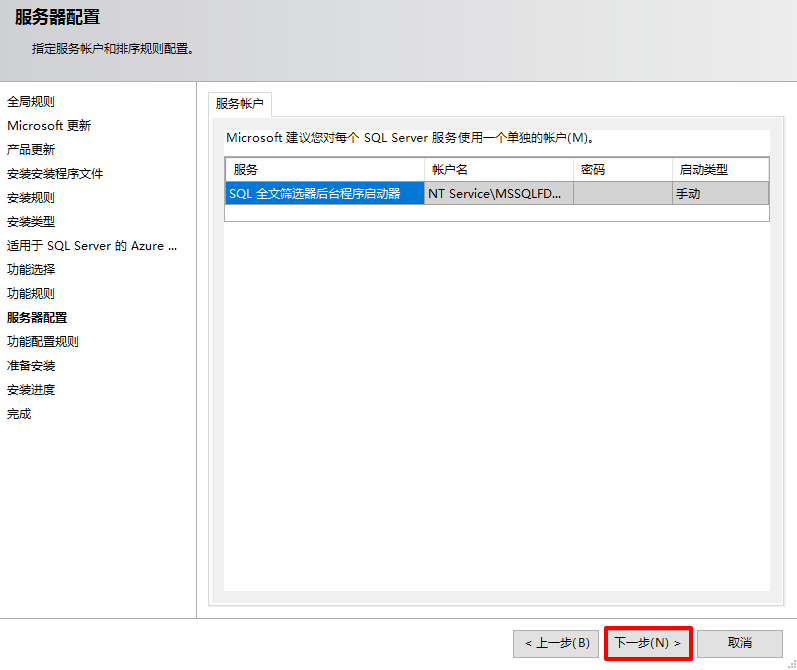 服务器配置
指定服务帐户和排序规则配置。
全局规则
Microsoft 更新
产品更新
安装安装程序文件
安装规则
安装类型
适用于 SQL Server 的 Azure ...
功能选择
功能规则
服务器配置
功能配置规则
准备安装
安装进度
完成
服务帐户
Microsoft 建议您对每个 SQL Server 服务使用一个单独的帐户(M)。
服务 帐户名 密码 启动类型
SQL 全文筛选器后台程序启动器 NT Service\MSSQLFD... 手动
< 上一步(B) 下一步(N) > 取消